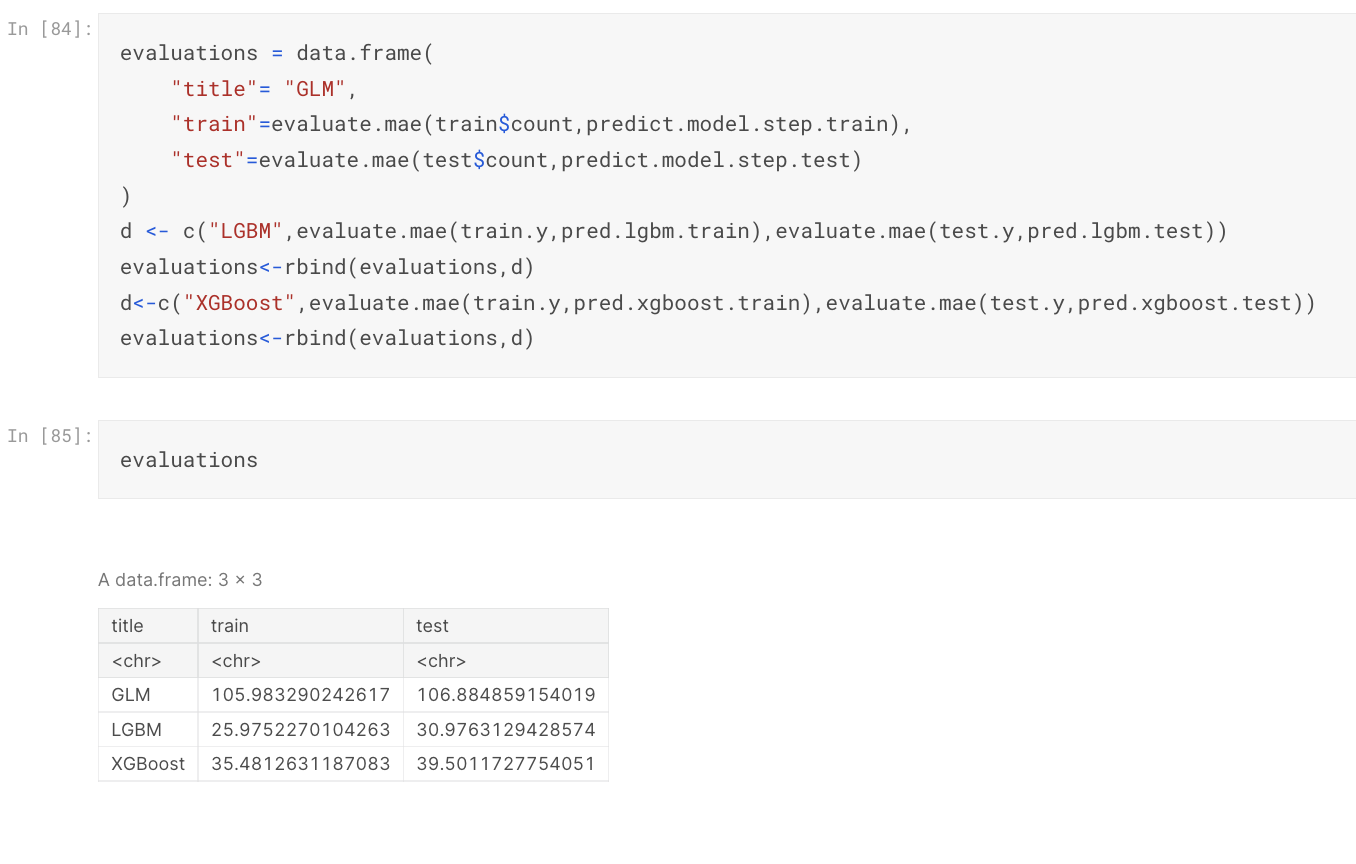 In [84]:
evaluations = data.frame(
    "title"= "GLM",
    "train"=evaluate.mae(train$count,predict.model.step.train),
    "test"=evaluate.mae(test$count,predict.model.step.test)
)
d <- c("LGBM",evaluate.mae(train.y,pred.lgbm.train),evaluate.mae(test.y,pred.lgbm.test))
evaluations<-rbind(evaluations,d)
d<-c("XGBoost",evaluate.mae(train.y,pred.xgboost.train),evaluate.mae(test.y,pred.xgboost.test))
evaluations<-rbind(evaluations,d)
In [85]:
evaluations
A data.frame: 3 × 3
title train test
<chr> <chr> <chr>
GLM 105.983290242617 106.884859154019
LGBM 25.9752270104263 30.9763129428574
XGBoost 35.4812631187083 39.5011727754051